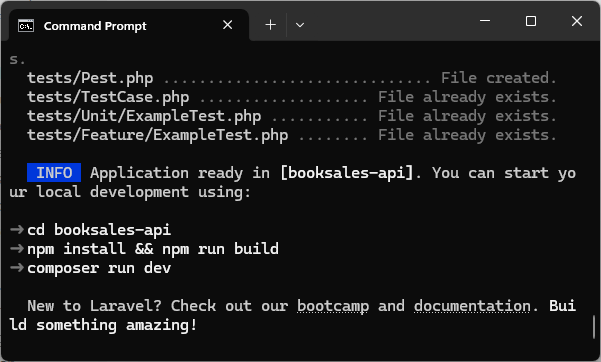 Command Prompt
s.
tests/Pest.php .............................. File created.
tests/TestCase.php ................... File already exists.
tests/Unit/ExampleTest.php ........... File already exists.
tests/Feature/ExampleTest.php ........ File already exists.
INFO Application ready in [booksales-api]. You can start yo
ur local development using:
➜ cd booksales-api
➜ npm install && npm run build
➜ composer run dev
New to Laravel? Check out our bootcamp and documentation. Bui
ld something amazing!